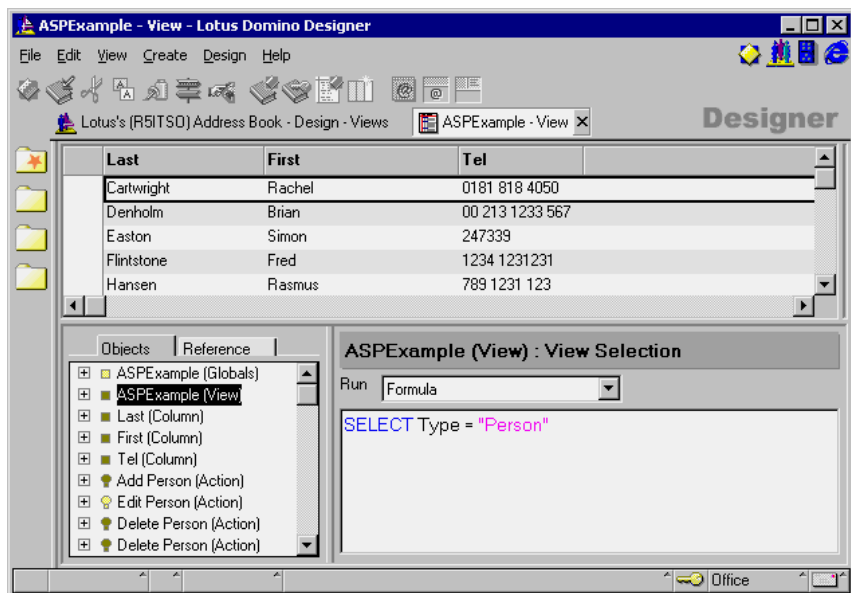 ASPExample - View - Lotus Domino Designer
File Edit View Create Design Help
Lotus's (R5ITSO) Address Book - Design - Views ASPExample - View
Designer
Last First Tel
Cartwright Rachel 0181 818 4050
Denholm Brian 00 213 1233 567
Easton Simon 247339
Flintstone Fred 1234 1231231
Hansen Rasmus 789 1231 123
Objects Reference
ASPExample (Globals)
ASPExample (View)
Last (Column)
First (Column)
Tel (Column)
Add Person (Action)
Edit Person (Action)
Delete Person (Action)
Delete Person (Action)
ASPExample (View) : View Selection
Run Formula
SELECT Type = "Person"
Office